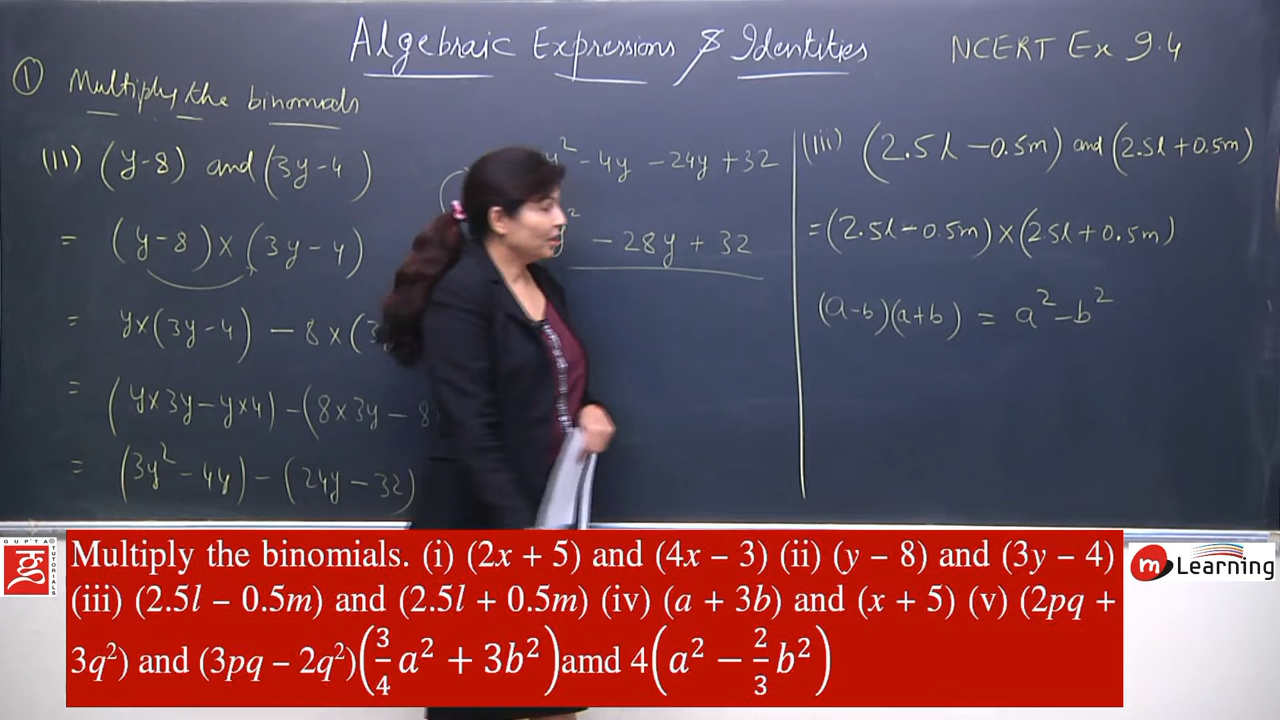 Algebraic Expressions & Identities
NCERT Ex 9.4
① Multiply the binomials
(ii) (y-8) and (3y-4)
= (y-8)×(3y-4)
= y×(3y-4) - 8×(3
= (y×3y-y×4) -(8×3y - 8
= (3y²-4y) - (24y-32)
y² -4y -24y +32
y² - 28y + 32
(iii) (2.5l -0.5m) and (2.5l+0.5m)
=(2.5l-0.5m)×(2.5l+0.5m)
(a-b)(a+b) = a²-b²
GUPTA® TUTORIALS
Multiply the binomials. (i) (2x + 5) and (4x – 3) (ii) (y – 8) and (3y – 4)
(iii) (2.5l – 0.5m) and (2.5l + 0.5m) (iv) (a + 3b) and (x + 5) (v) (2pq +
3q²) and (3pq – 2q²)(3/4 a² + 3b²)amd 4(a² − 2/3 b²)
m Learning